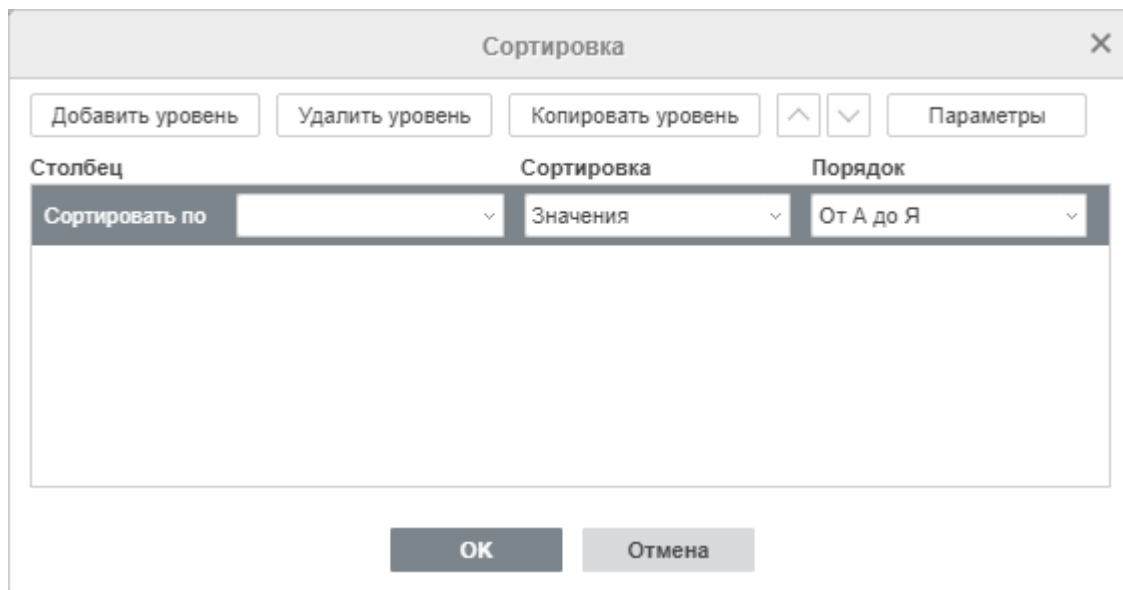 Сортировка
Добавить уровень Удалить уровень Копировать уровень Параметры
Столбец Сортировка Порядок
Сортировать по Значения От А до Я
OK Отмена